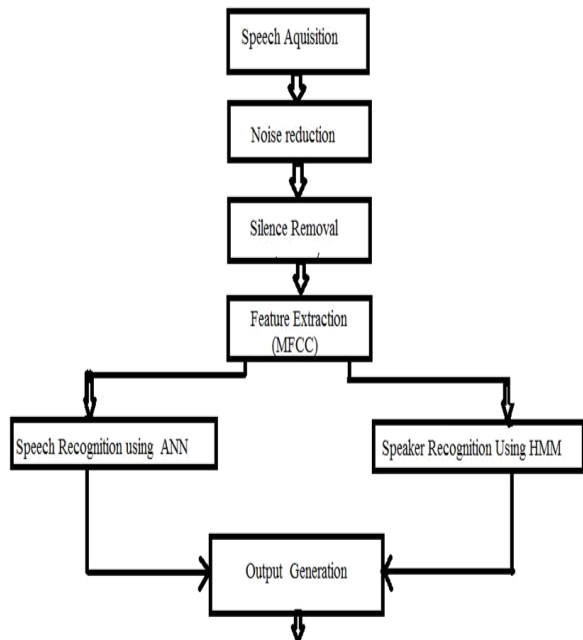 Speech Aquisition
Noise reduction
Silence Removal
Feature Extraction
(MFCC)
Speech Recognition using ANN
Speaker Recognition Using HMM
Output Generation